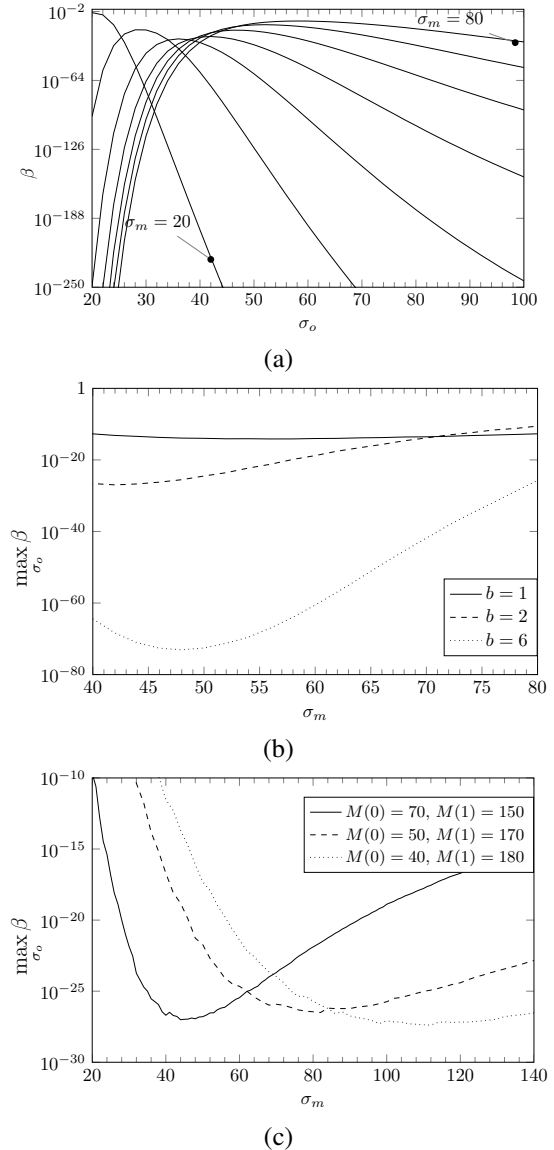 10^{-2}
10^{-64}
10^{-126}
10^{-188}
10^{-250}
β
σ_m = 80
σ_m = 20
20 30 40 50 60 70 80 90 100
σ_o
(a)
1
10^{-20}
10^{-40}
10^{-60}
10^{-80}
max β
σ_o
b = 1
b = 2
b = 6
40 45 50 55 60 65 70 75 80
σ_m
(b)
10^{-10}
10^{-15}
10^{-20}
10^{-25}
10^{-30}
max β
σ_o
M(0) = 70, M(1) = 150
M(0) = 50, M(1) = 170
M(0) = 40, M(1) = 180
20 40 60 80 100 120 140
σ_m
(c)